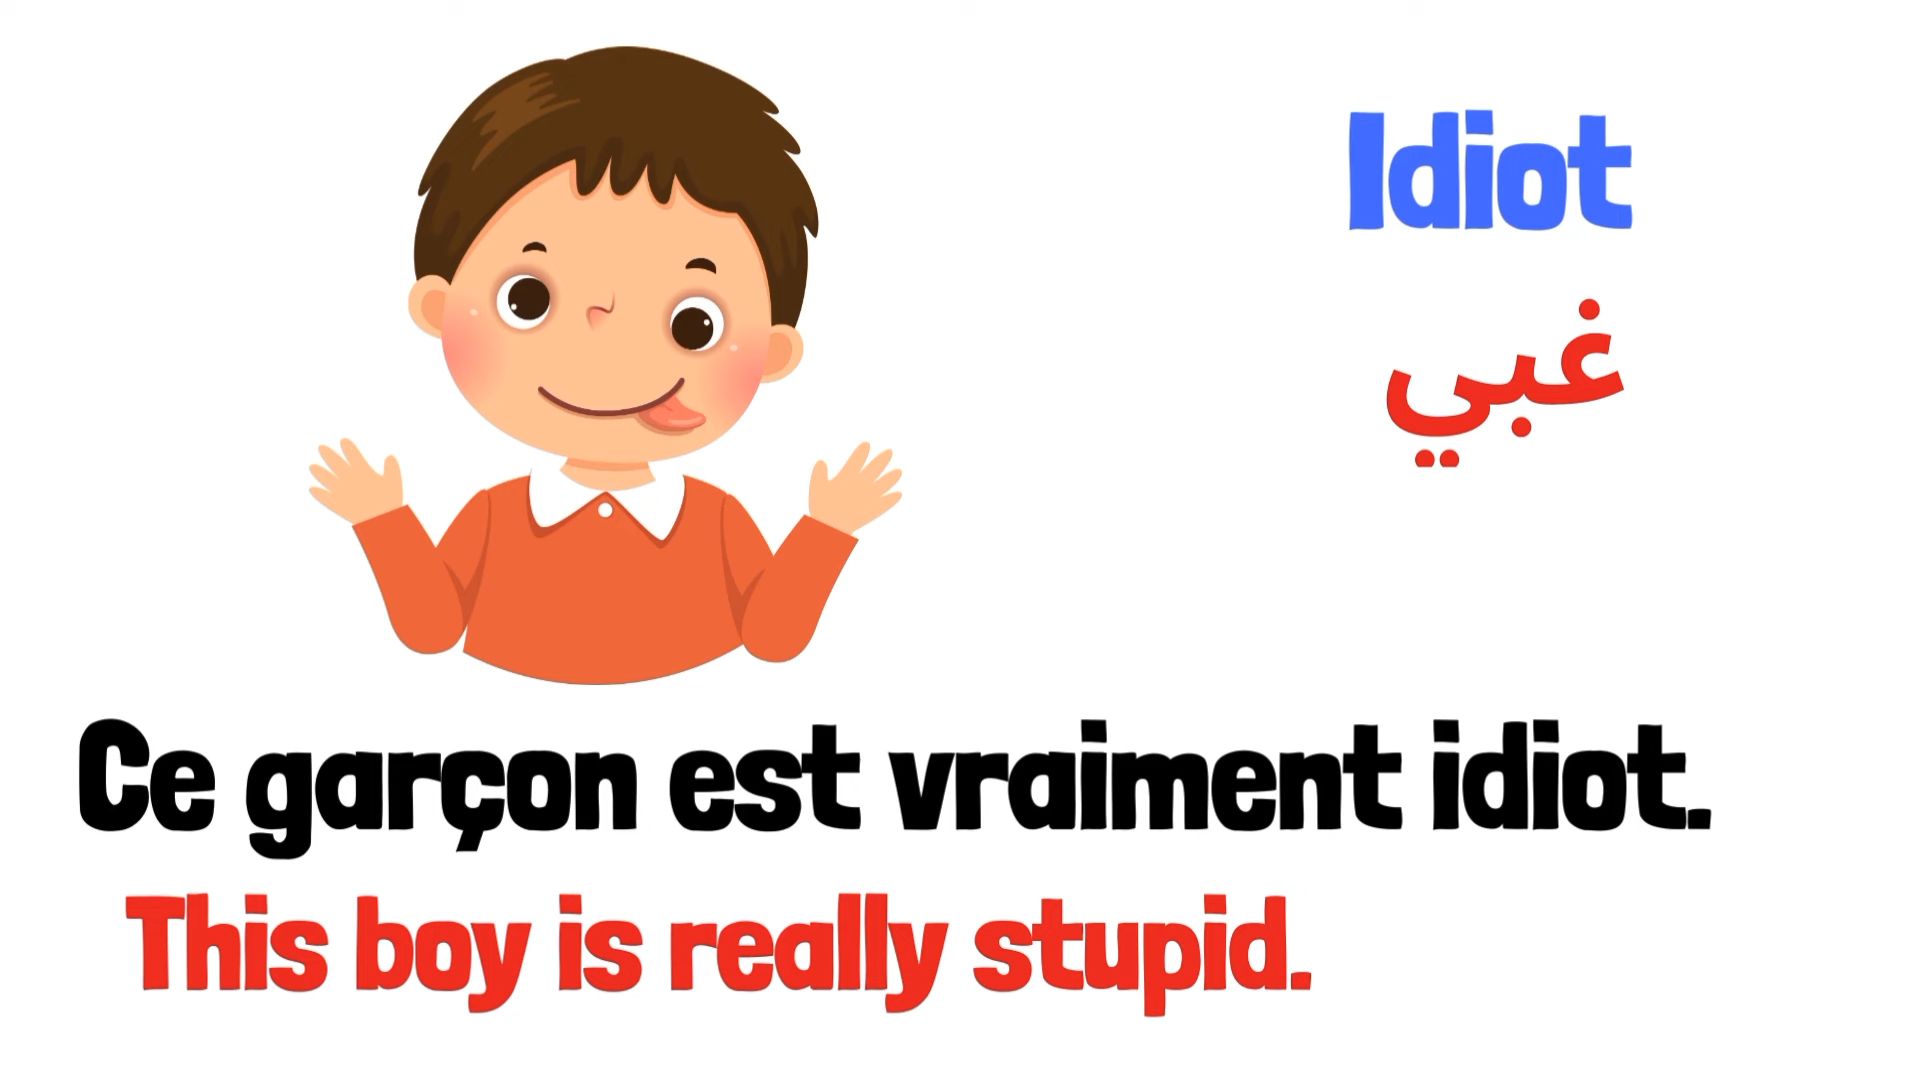 Idiot
غبي
Ce garçon est vraiment idiot.
This boy is really stupid.